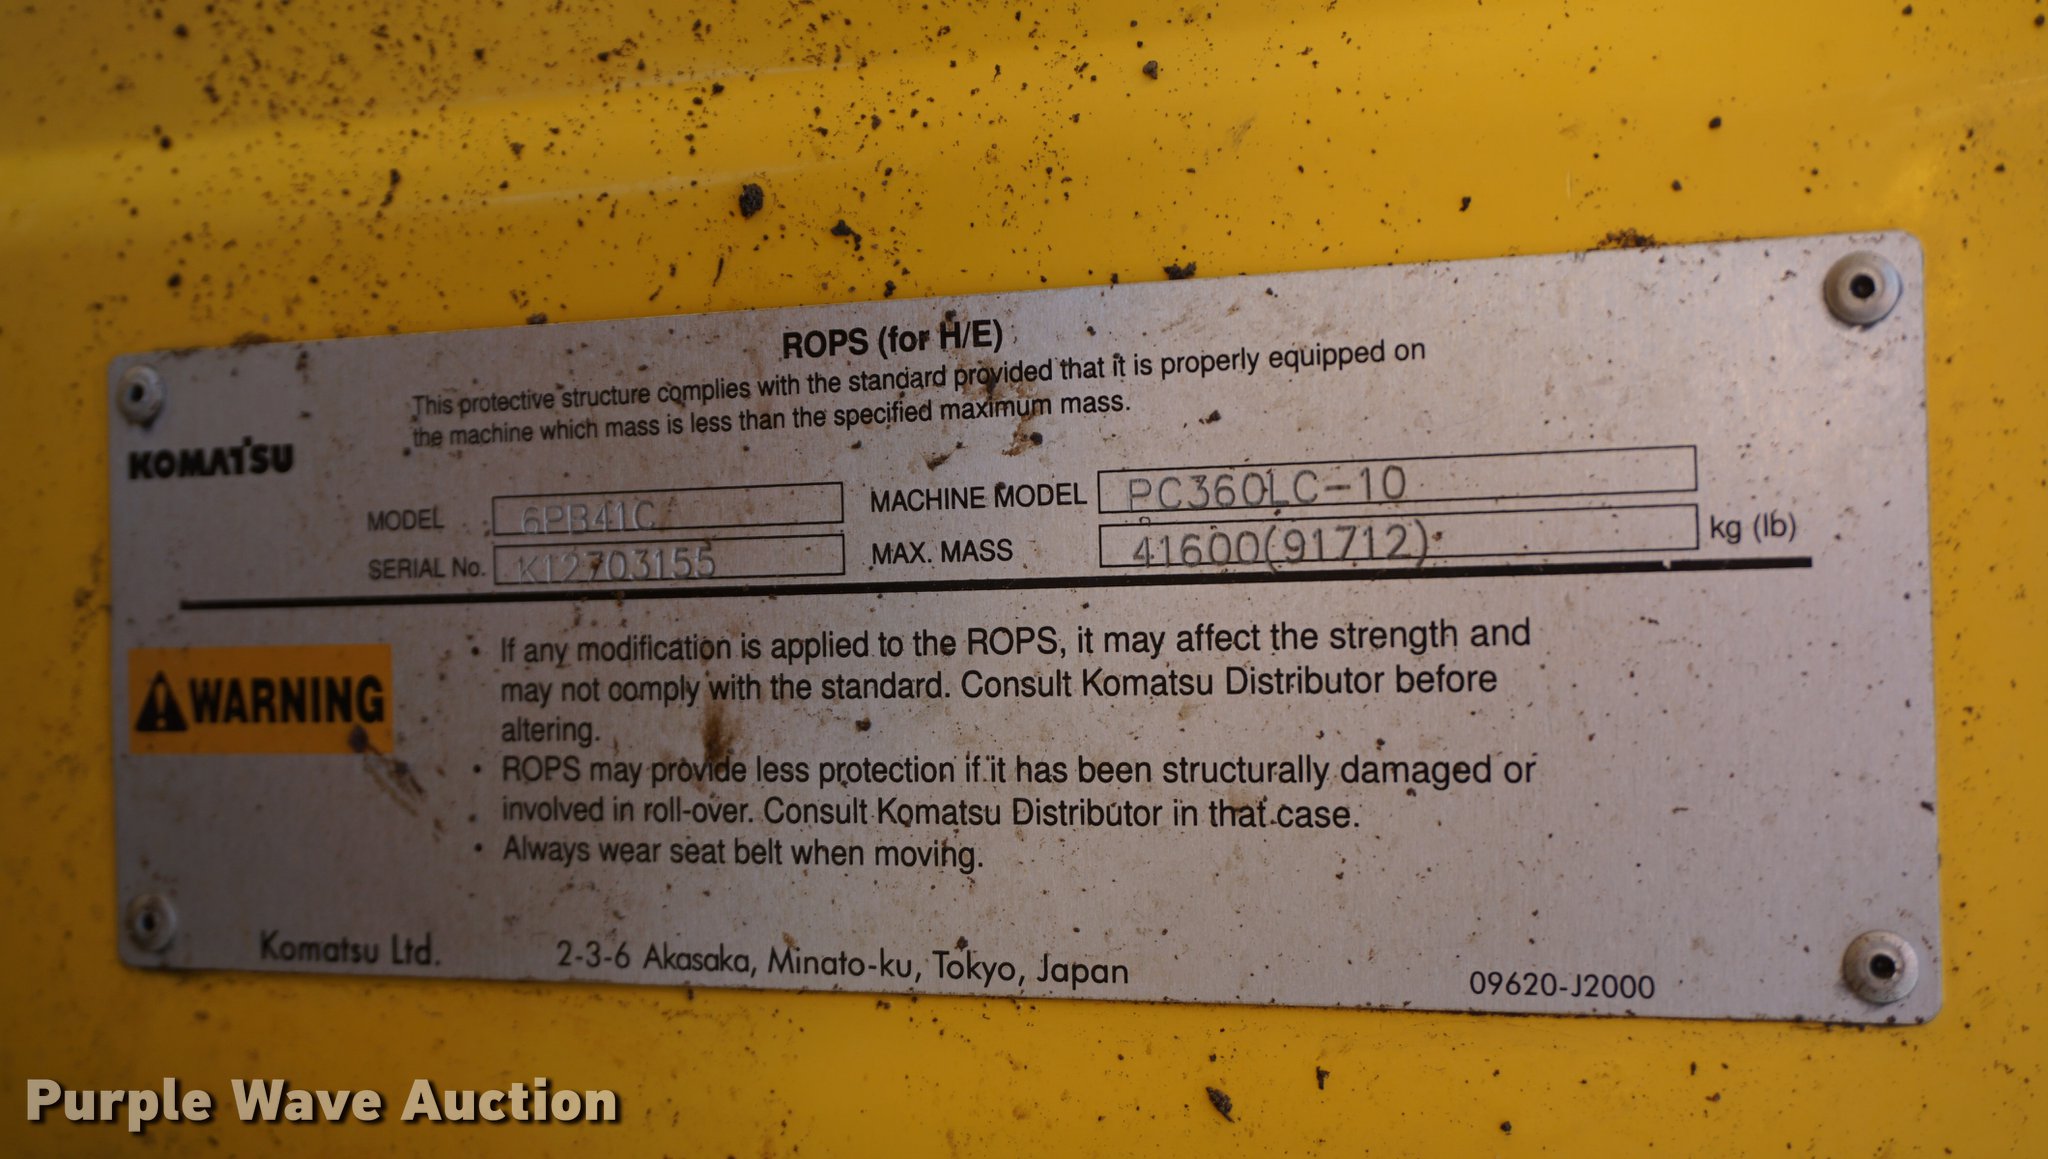 ROPS (for H/E)
This protective structure complies with the standard provided that it is properly equipped on
the machine which mass is less than the specified maximum mass.
KOMATSU
MODEL 6PB41C MACHINE MODEL PC360LC-10
SERIAL No. K12703155 MAX. MASS 41600(91712) kg (lb)
WARNING
• If any modification is applied to the ROPS, it may affect the strength and
may not comply with the standard. Consult Komatsu Distributor before
altering.
• ROPS may provide less protection if it has been structurally damaged or
involved in roll-over. Consult Komatsu Distributor in that case.
• Always wear seat belt when moving.
Komatsu Ltd. 2-3-6 Akasaka, Minato-ku, Tokyo, Japan
09620-J2000
Purple Wave Auction